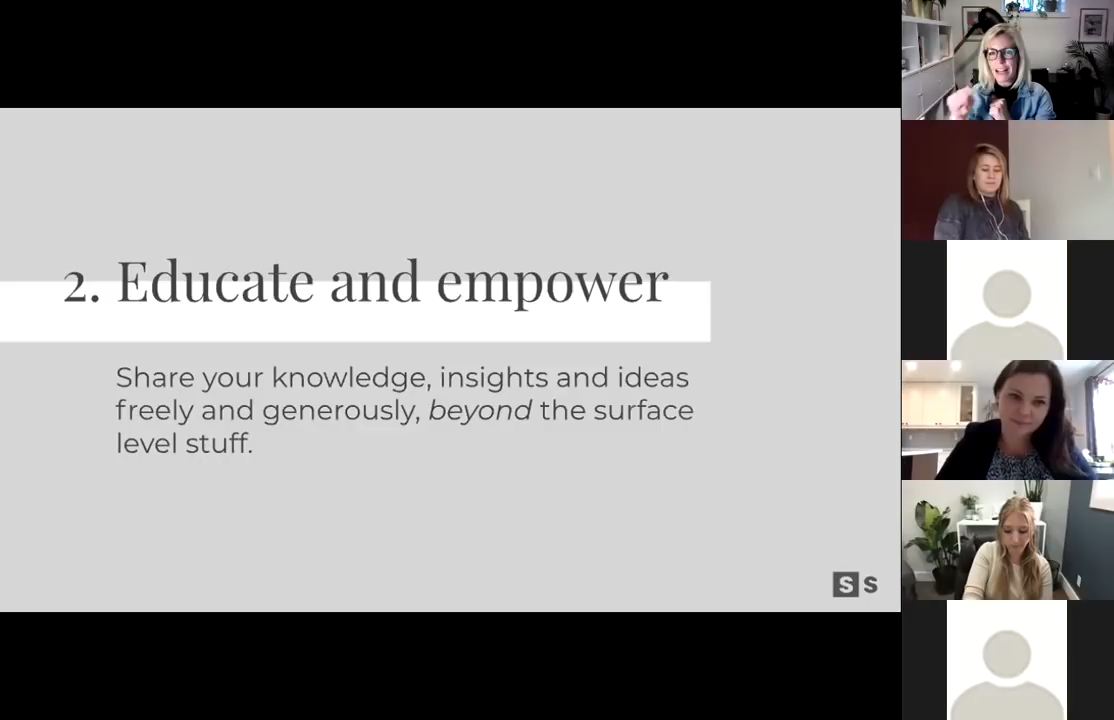 2. Educate and empower
Share your knowledge, insights and ideas
freely and generously, beyond the surface
level stuff.
S S